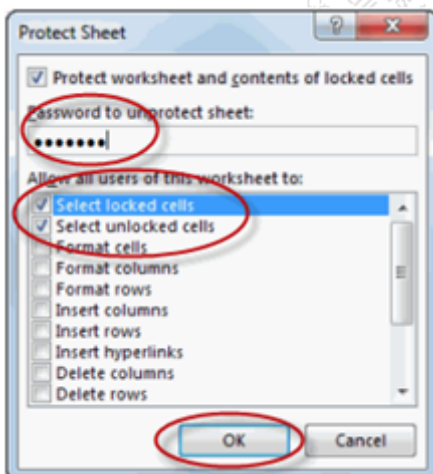 Protect Sheet
Protect worksheet and contents of locked cells
Password to unprotect sheet:
•••••••
Allow all users of this worksheet to:
Select locked cells
Select unlocked cells
Format cells
Format columns
Format rows
Insert columns
Insert rows
Insert hyperlinks
Delete columns
Delete rows
OK
Cancel